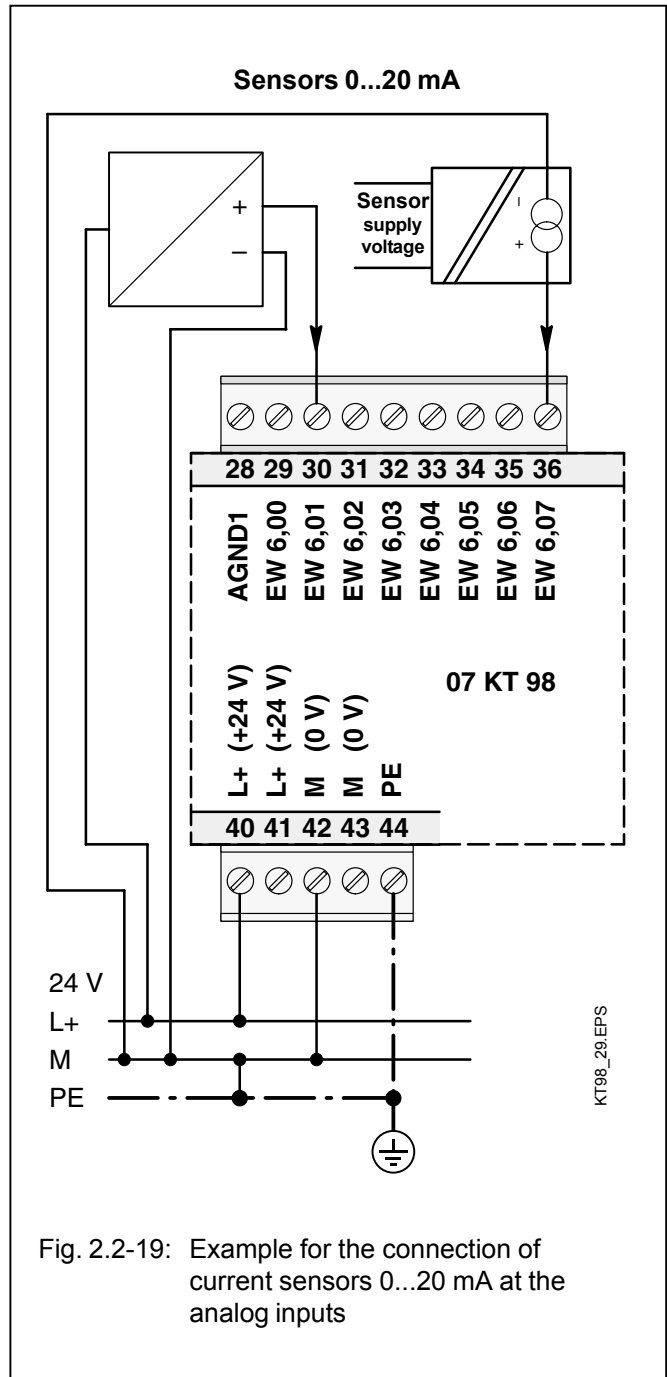 Sensors 0...20 mA
+
–
Sensor
supply
voltage
–
+
28 29 30 31 32 33 34 35 36
AGND1
EW 6,00
EW 6,01
EW 6,02
EW 6,03
EW 6,04
EW 6,05
EW 6,06
EW 6,07
07 KT 98
L+ (+24 V)
L+ (+24 V)
M (0 V)
M (0 V)
PE
40 41 42 43 44
24 V
L+
M
PE
KT98_29.EPS
Fig. 2.2-19: Example for the connection of
current sensors 0...20 mA at the
analog inputs